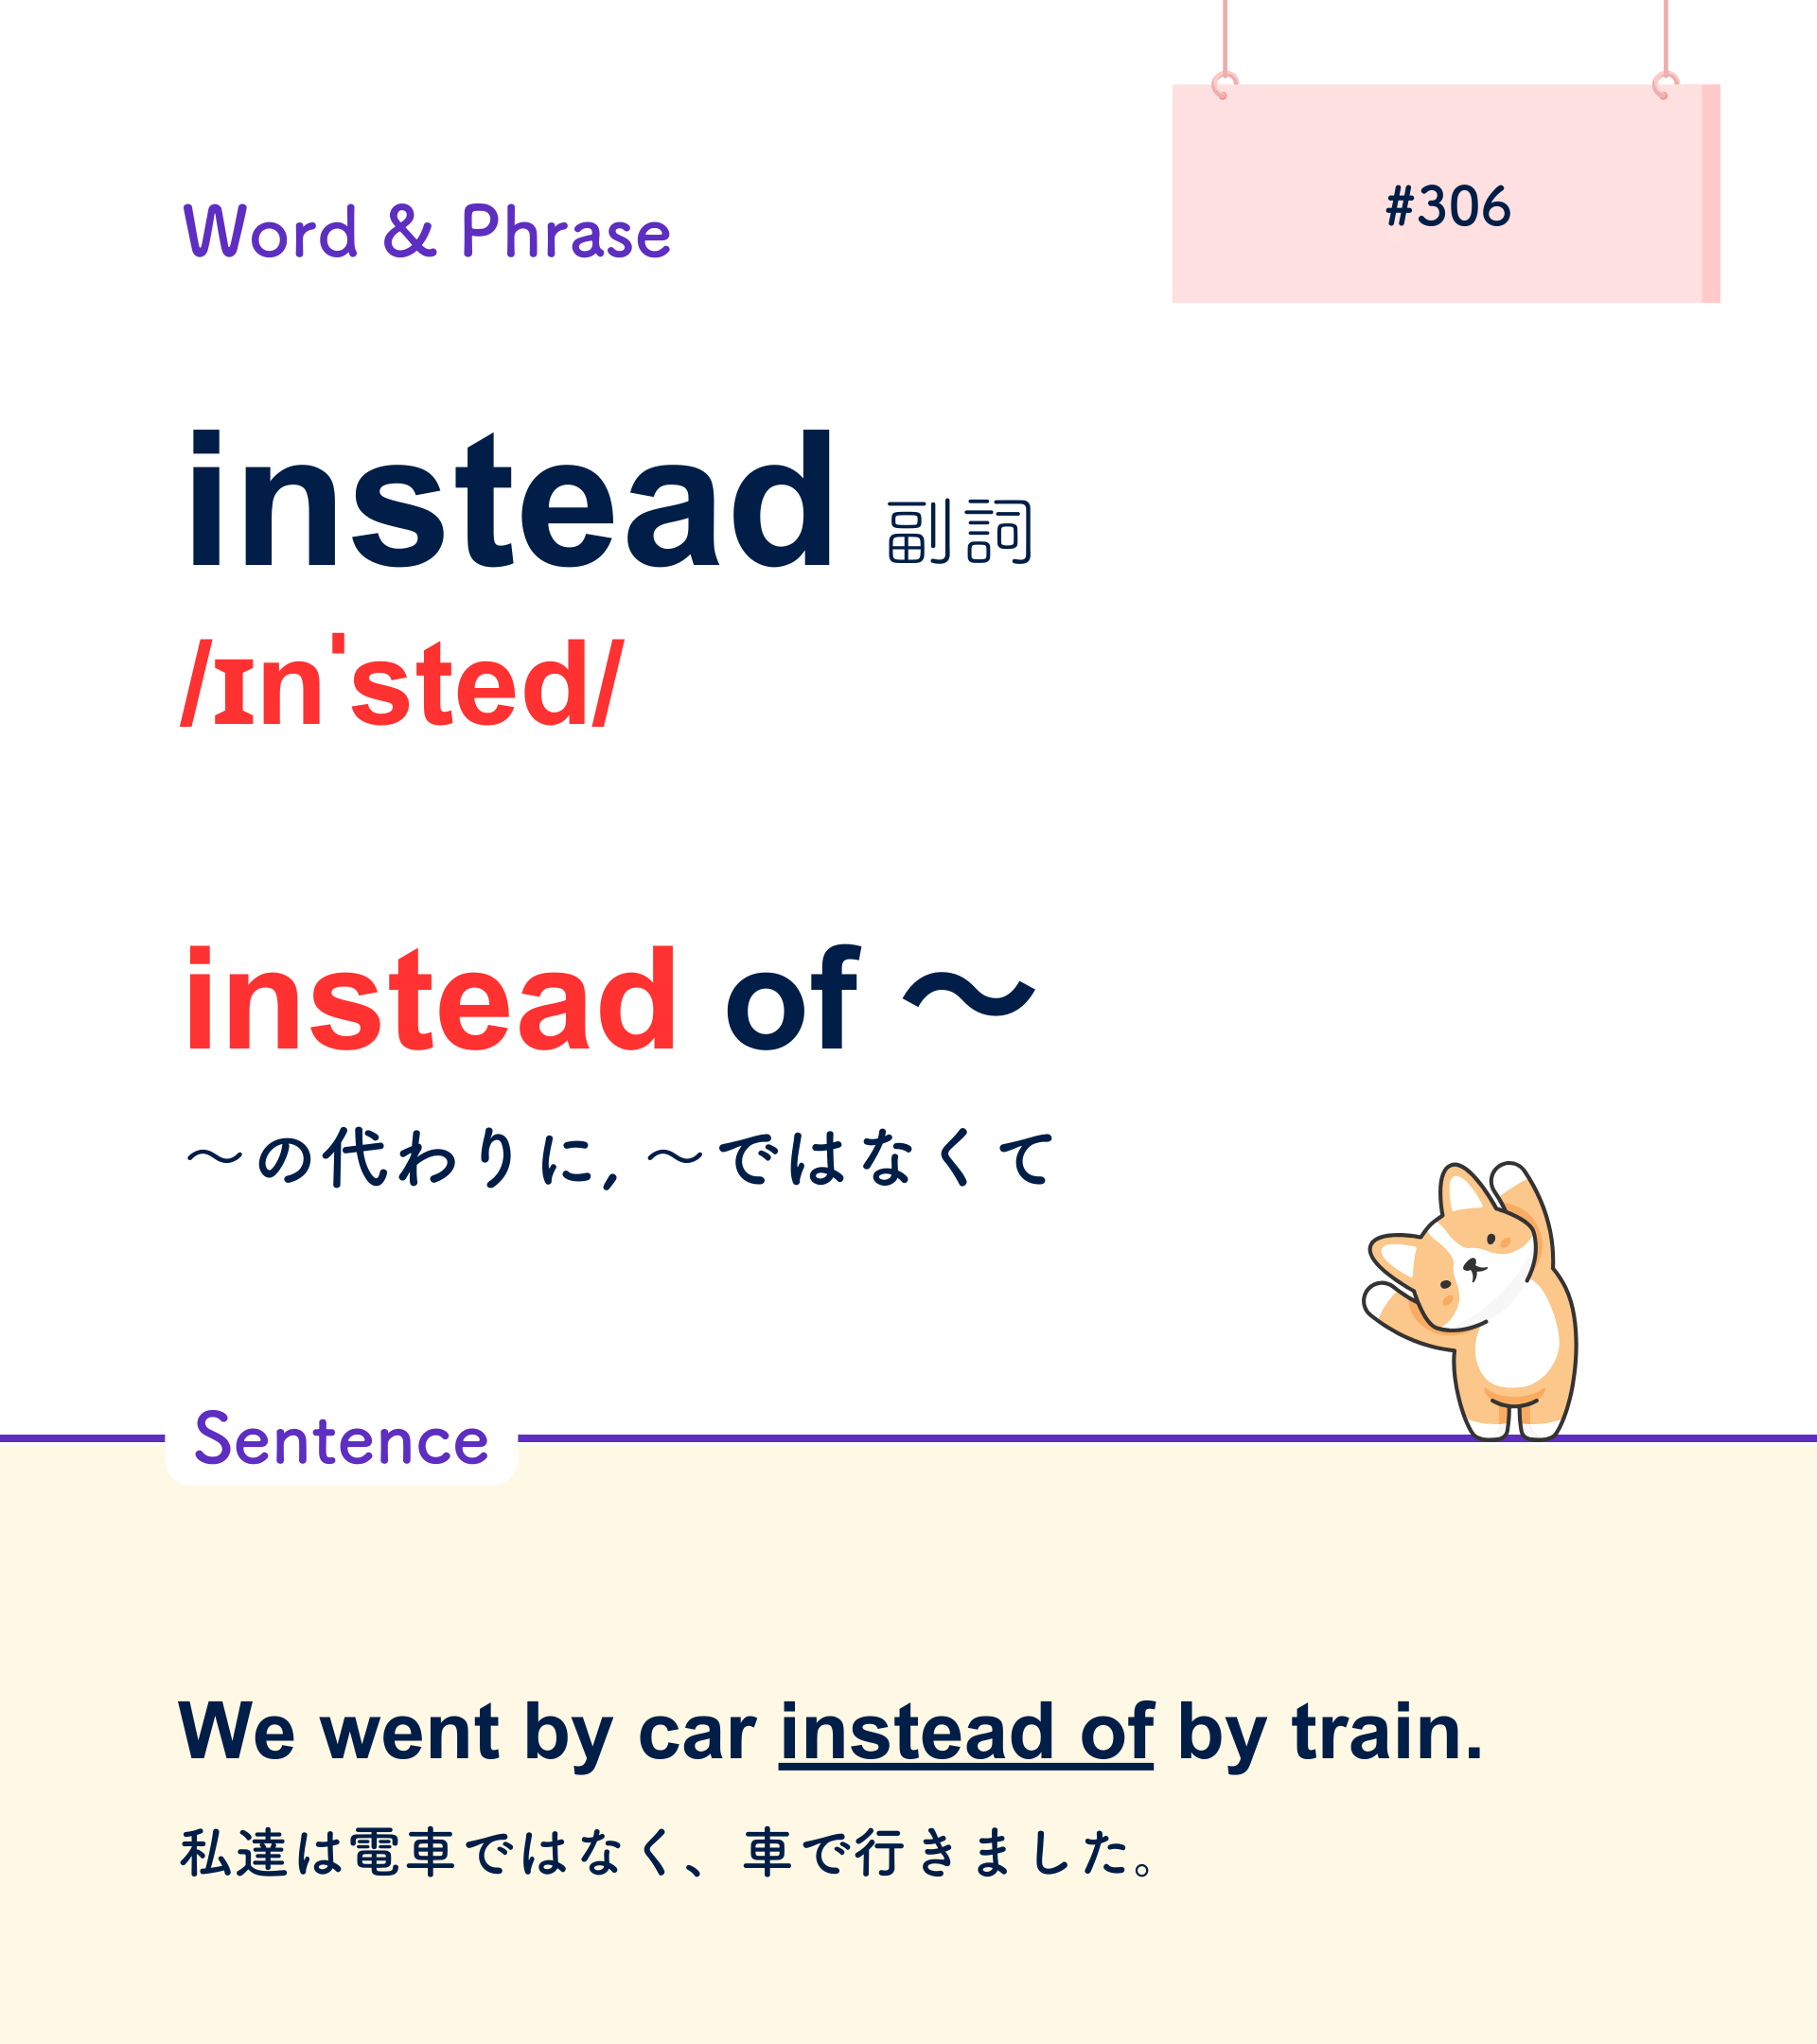 #306
Word & Phrase
instead 副詞
/ɪnˈsted/
instead of 〜
〜の代わりに, 〜ではなくて
Sentence
We went by car instead of by train.
私達は電車ではなく、車で行きました。